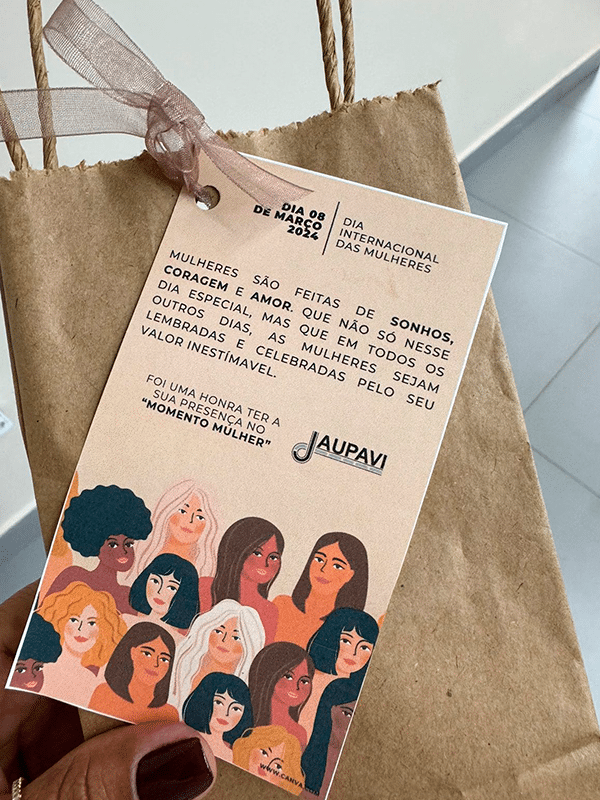 DIA 08
DE MARÇO
2024
DIA
INTERNACIONAL
DAS MULHERES
MULHERES SÃO FEITAS DE SONHOS,
CORAGEM E AMOR. QUE NÃO SÓ NESSE
DIA ESPECIAL, MAS QUE EM TODOS OS
OUTROS DIAS, AS MULHERES SEJAM
LEMBRADAS E CELEBRADAS PELO SEU
VALOR INESTÍMAVEL.
FOI UMA HONRA TER A
SUA PRESENÇA NO
“MOMENTO MULHER”
JAUPAVI